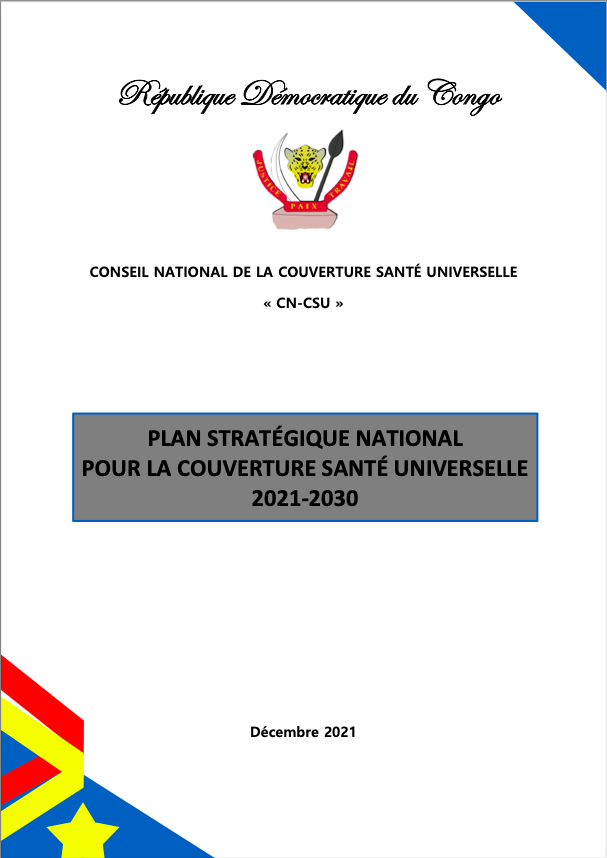 République Démocratique du Congo
JUSTICE PAIX TRAVAIL
CONSEIL NATIONAL DE LA COUVERTURE SANTÉ UNIVERSELLE
« CN-CSU »
PLAN STRATÉGIQUE NATIONAL
POUR LA COUVERTURE SANTÉ UNIVERSELLE
2021-2030
Décembre 2021